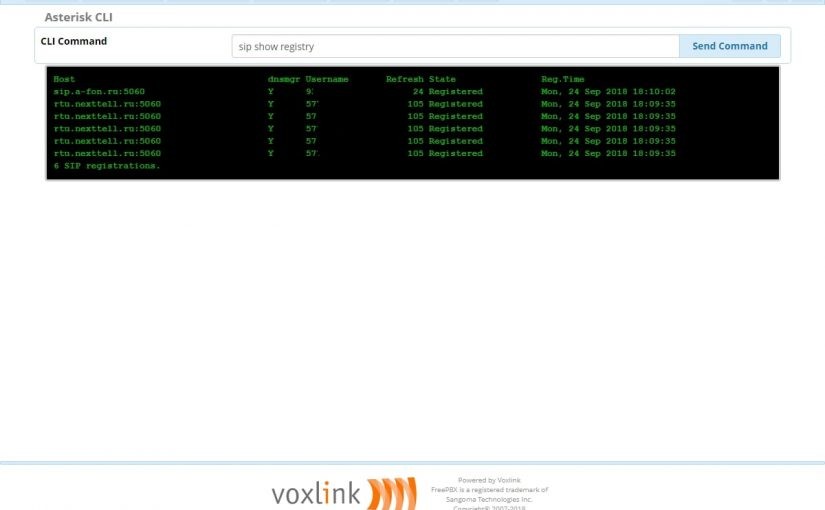 Asterisk CLI
CLI Command sip show registry Send Command
Host dnsmgr Username Refresh State Reg.Time
sip.a-fon.ru:5060 Y 9 24 Registered Mon, 24 Sep 2018 18:10:02
rtu.nexttell.ru:5060 Y 57 105 Registered Mon, 24 Sep 2018 18:09:35
rtu.nexttell.ru:5060 Y 57 105 Registered Mon, 24 Sep 2018 18:09:35
rtu.nexttell.ru:5060 Y 57 105 Registered Mon, 24 Sep 2018 18:09:35
rtu.nexttell.ru:5060 Y 57 105 Registered Mon, 24 Sep 2018 18:09:35
rtu.nexttell.ru:5060 Y 57 105 Registered Mon, 24 Sep 2018 18:09:35
6 SIP registrations.
voxlink
Powered by Voxlink
FreePBX is a registered trademark of
Sangoma Technologies Inc.
Copyright© 2007-2018